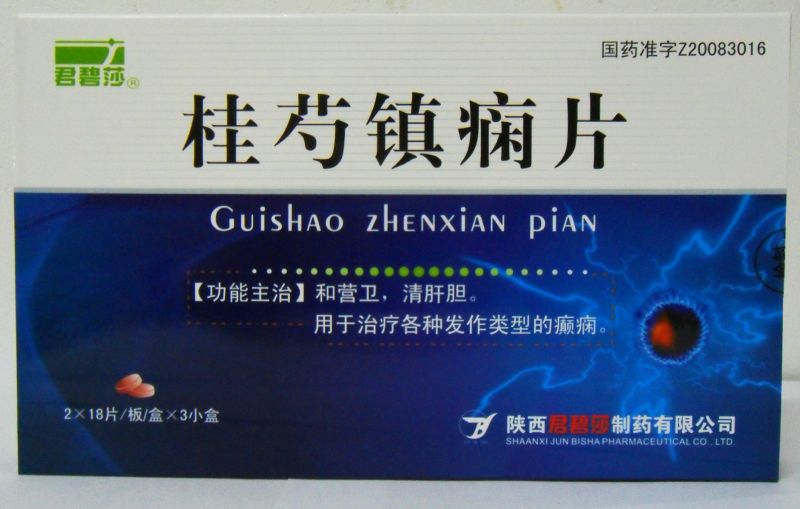 君碧莎®
国药准字Z20083016
桂芍镇痫片
Guishao zhenxian pian
【功能主治】和营卫，清肝胆。
用于治疗各种发作类型的癫痫。
2×18片/板/盒×3小盒
陕西君碧莎制药有限公司
SHAANXI JUN BISHA PHARMACEUTICAL CO., LTD.